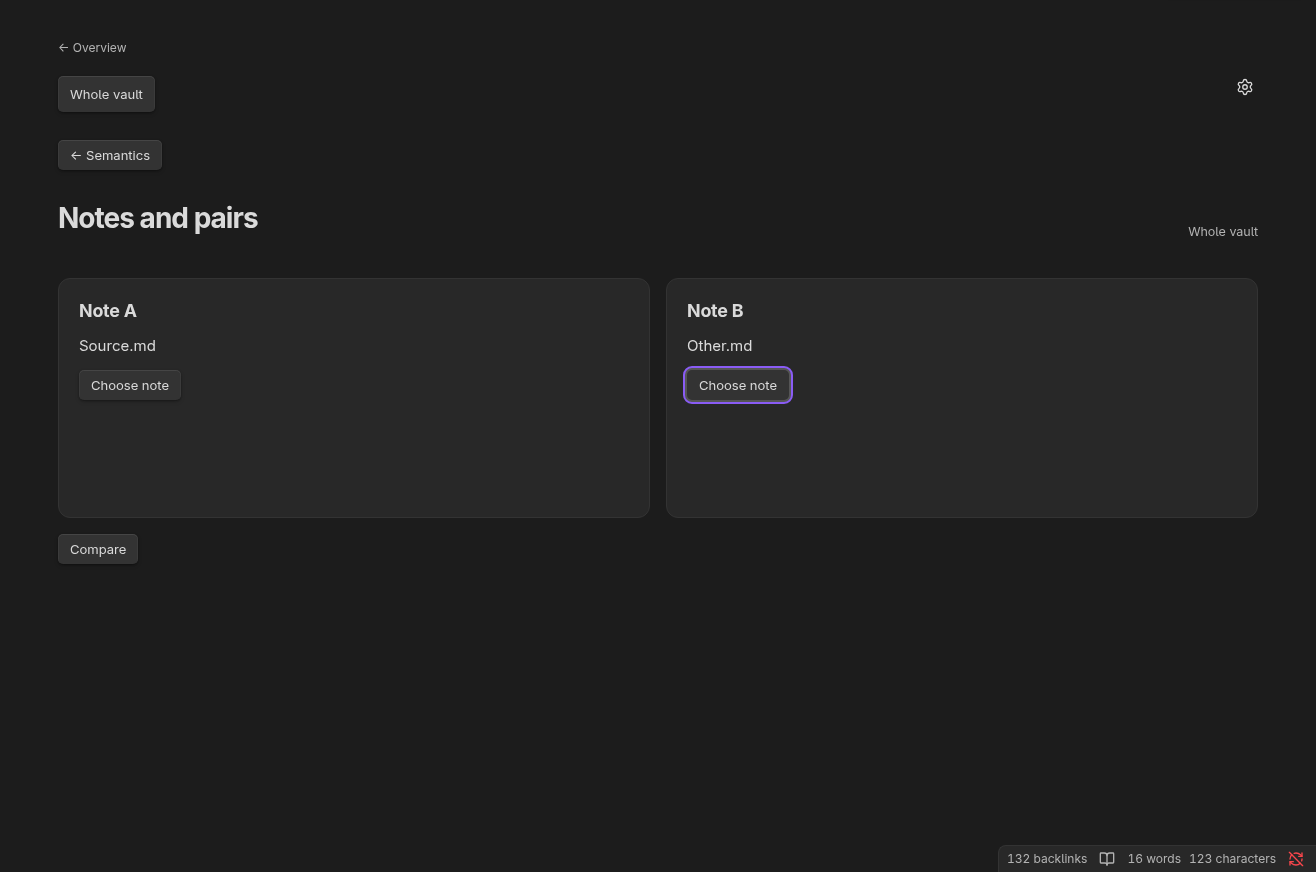 ← Overview
Whole vault
← Semantics
Notes and pairs
Whole vault
Note A
Source.md
Choose note
Note B
Other.md
Choose note
Compare
132 backlinks 16 words 123 characters